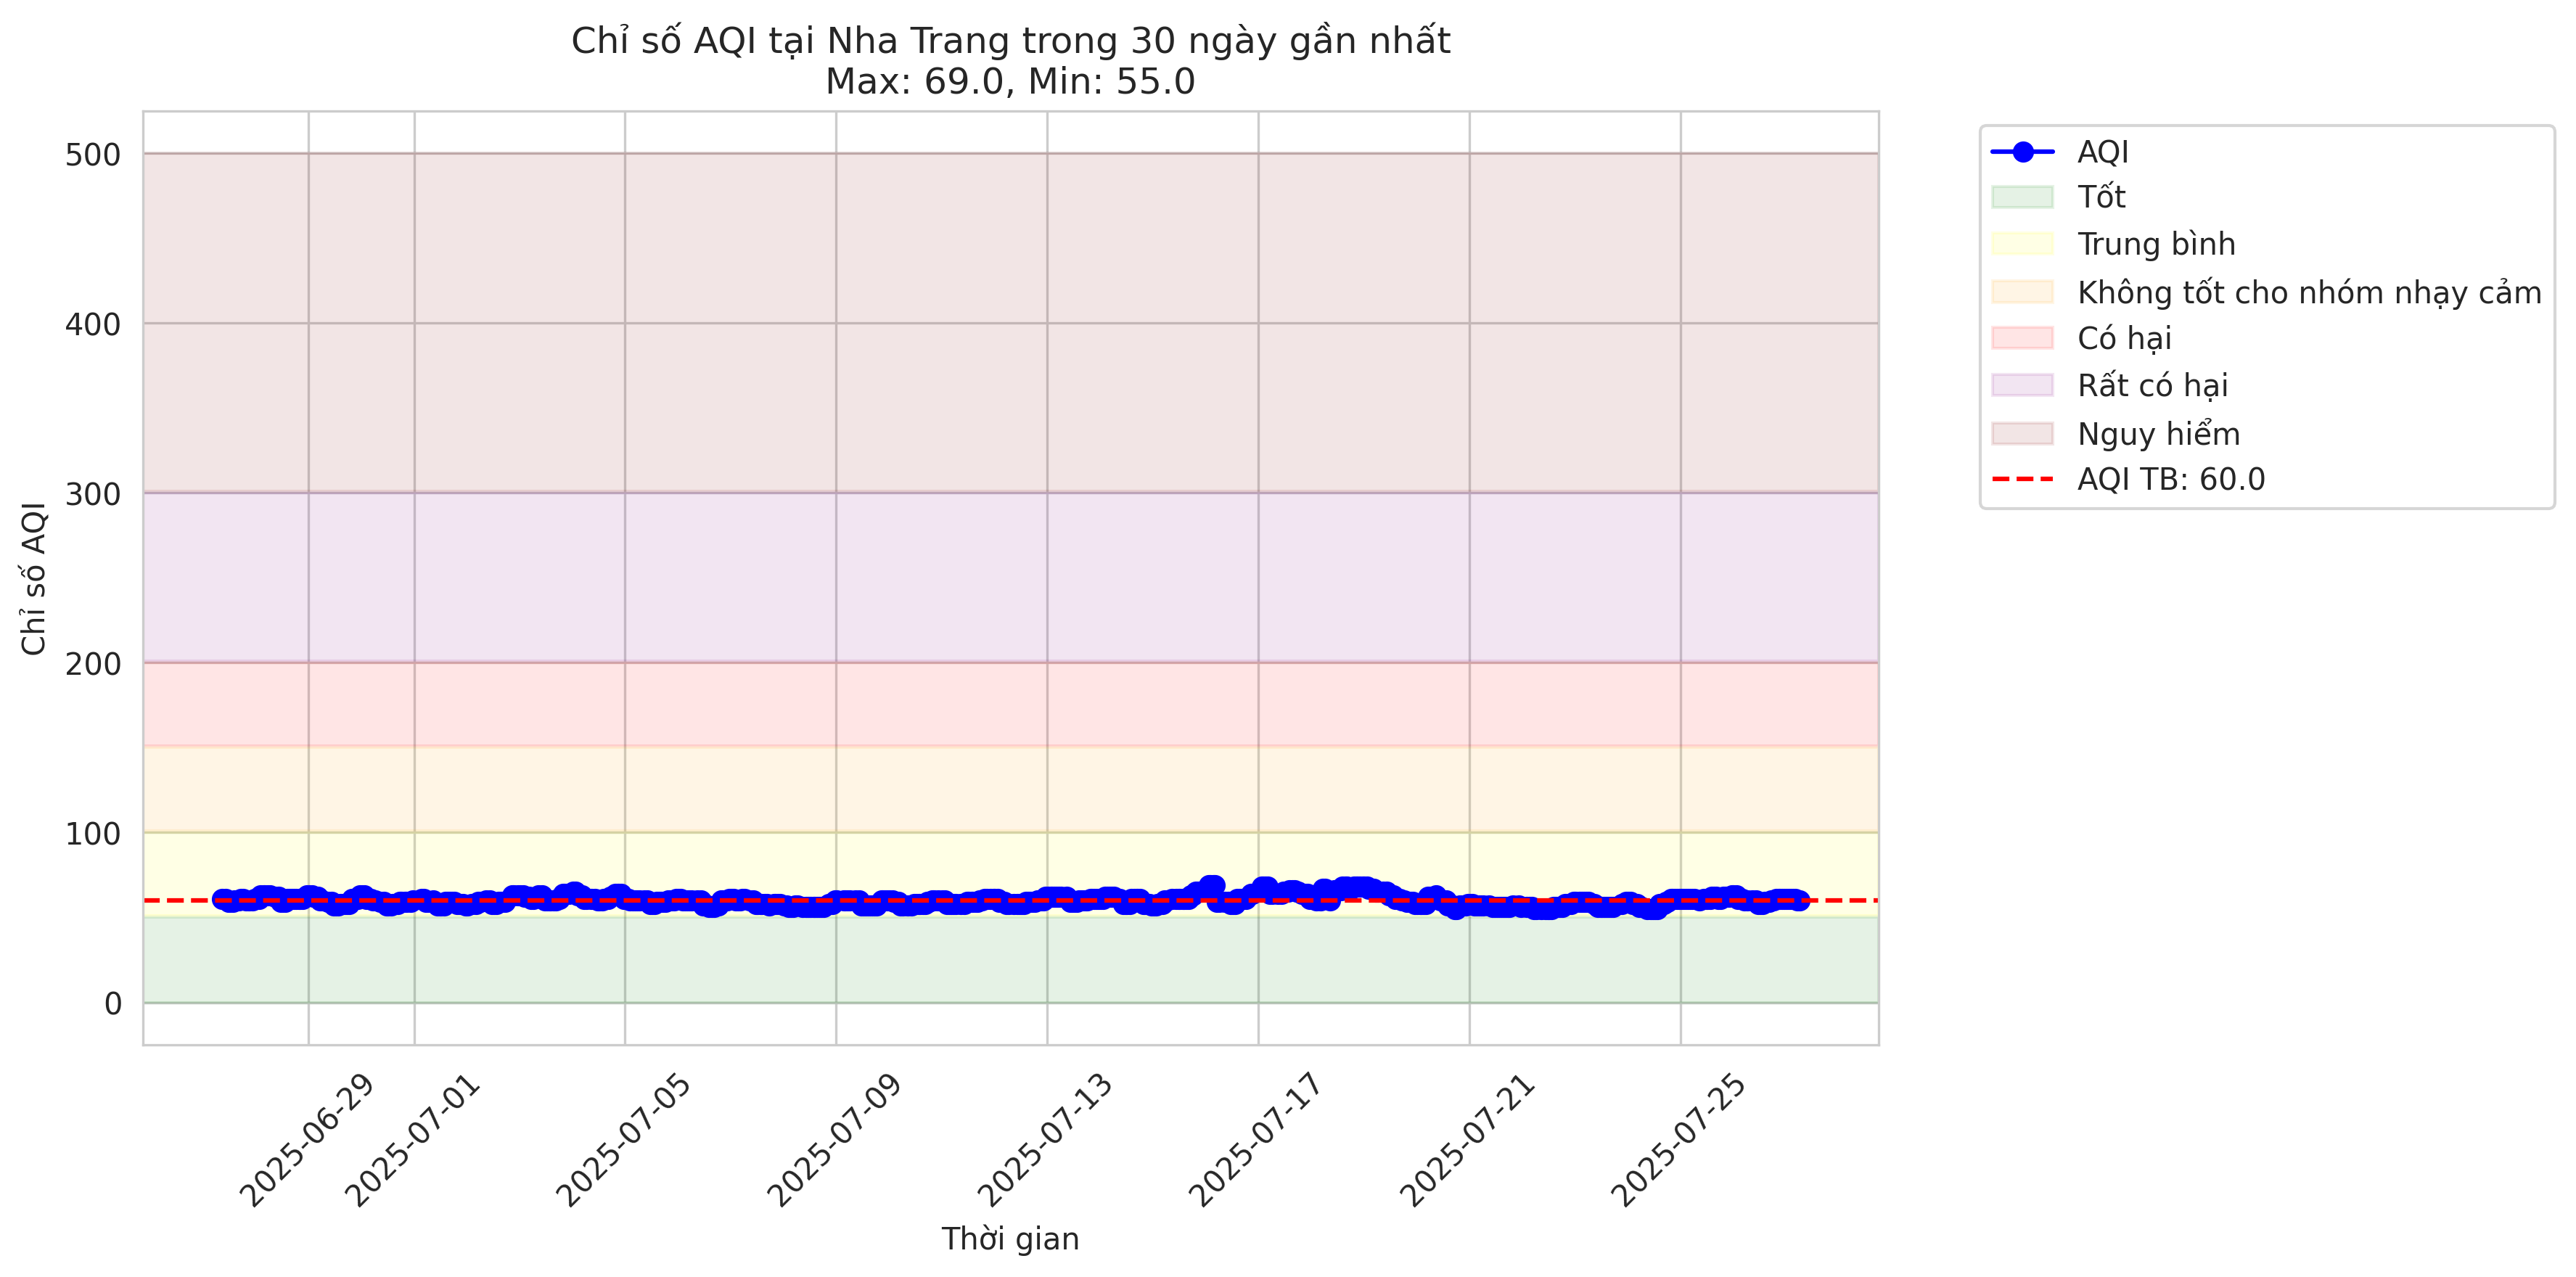 Chỉ số AQI tại Nha Trang trong 30 ngày gần nhất
Max: 69.0, Min: 55.0
Chỉ số AQI
500
400
300
200
100
0
2025-06-29
2025-07-01
2025-07-05
2025-07-09
2025-07-13
2025-07-17
2025-07-21
2025-07-25
Thời gian
AQI
Tốt
Trung bình
Không tốt cho nhóm nhạy cảm
Có hại
Rất có hại
Nguy hiểm
AQI TB: 60.0